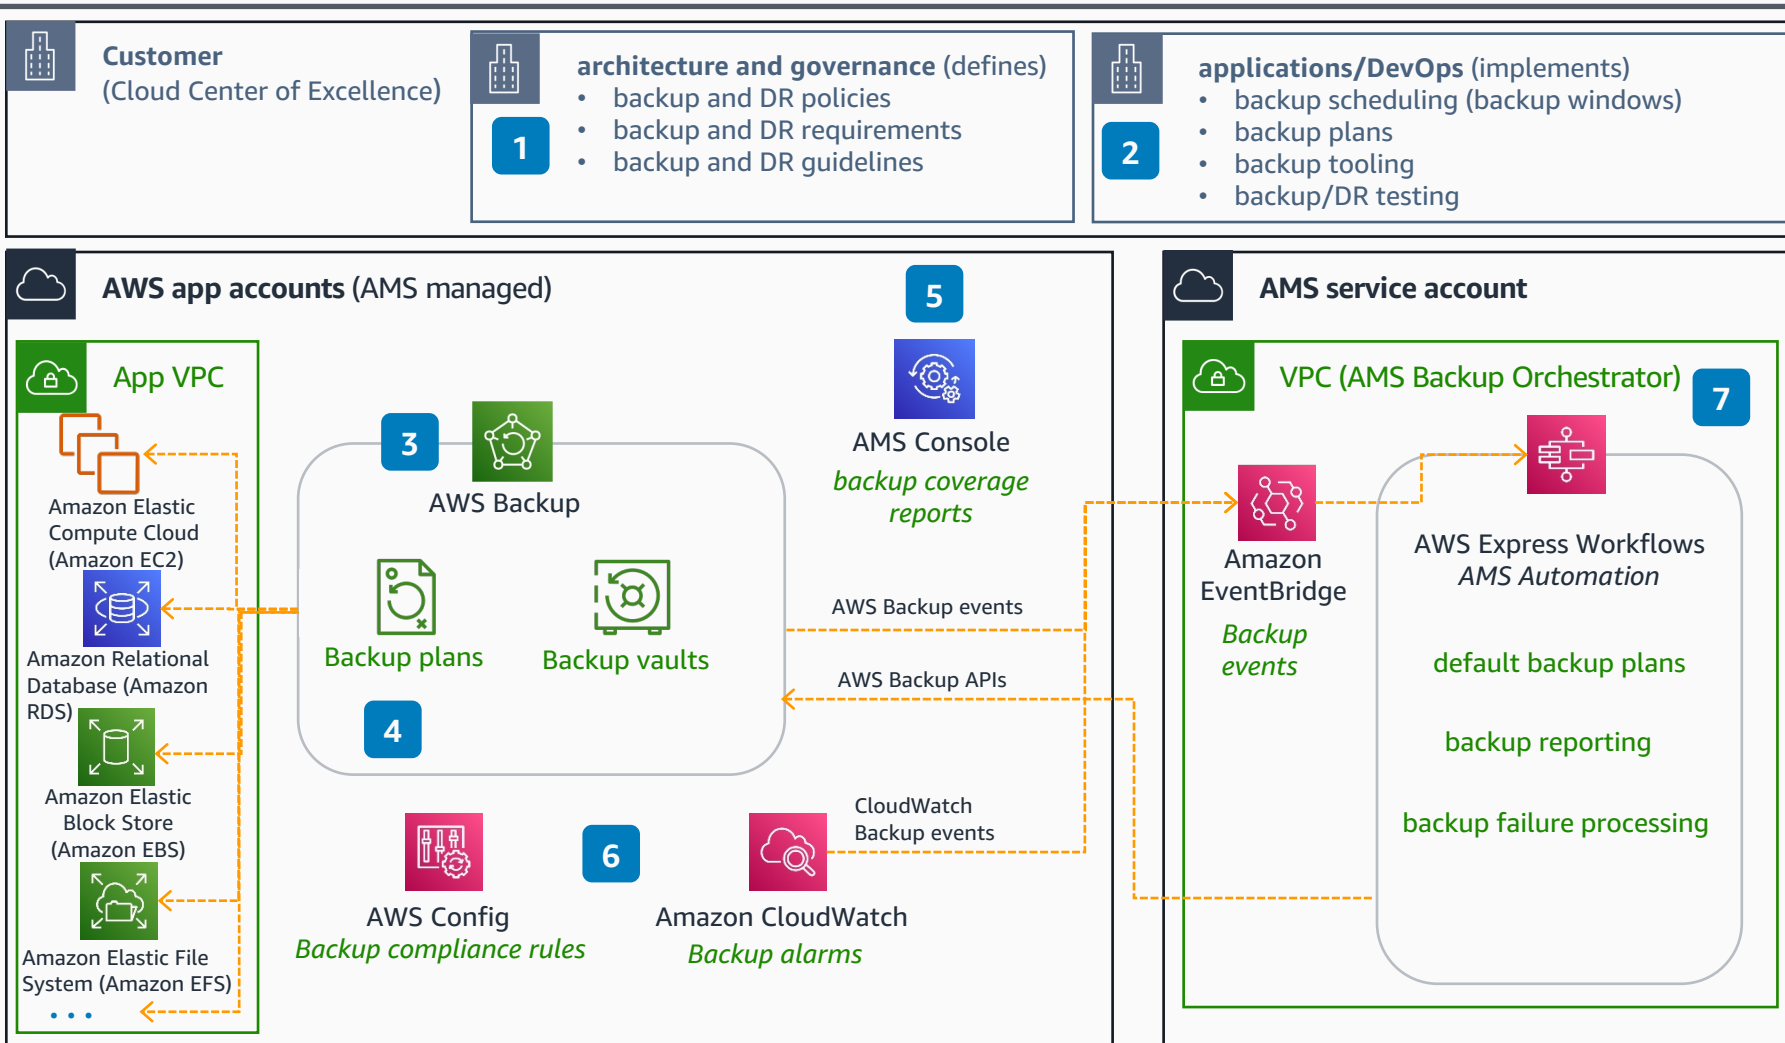 Customer
(Cloud Center of Excellence)
architecture and governance (defines)
• backup and DR policies
• backup and DR requirements
• backup and DR guidelines
1
applications/DevOps (implements)
• backup scheduling (backup windows)
• backup plans
• backup tooling
• backup/DR testing
2
AWS app accounts (AMS managed)
App VPC
Amazon Elastic
Compute Cloud
(Amazon EC2)
Amazon Relational
Database (Amazon
RDS)
Amazon Elastic
Block Store
(Amazon EBS)
Amazon Elastic File
System (Amazon EFS)
• • •
3
AWS Backup
Backup plans
Backup vaults
4
5
AMS Console
backup coverage
reports
AWS Backup events
AWS Backup APIs
CloudWatch
Backup events
AWS Config
Backup compliance rules
6
Amazon CloudWatch
Backup alarms
AMS service account
VPC (AMS Backup Orchestrator)
7
Amazon
EventBridge
Backup
events
AWS Express Workflows
AMS Automation
default backup plans
backup reporting
backup failure processing